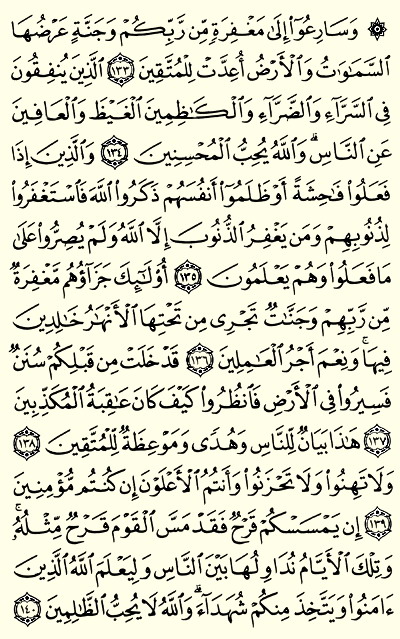 ۞ وَسَارِعُوٓا۟ إِلَىٰ مَغْفِرَةٍ مِّن رَّبِّكُمْ وَجَنَّةٍ عَرْضُهَا
ٱلسَّمَٰوَٰتُ وَٱلْأَرْضُ أُعِدَّتْ لِلْمُتَّقِينَ ١٣٣ ٱلَّذِينَ يُنفِقُونَ
فِى ٱلسَّرَّآءِ وَٱلضَّرَّآءِ وَٱلْكَٰظِمِينَ ٱلْغَيْظَ وَٱلْعَافِينَ
عَنِ ٱلنَّاسِ ۗ وَٱللَّهُ يُحِبُّ ٱلْمُحْسِنِينَ ١٣٤ وَٱلَّذِينَ إِذَا
فَعَلُوا۟ فَٰحِشَةً أَوْ ظَلَمُوٓا۟ أَنفُسَهُمْ ذَكَرُوا۟ ٱللَّهَ فَٱسْتَغْفَرُوا۟
لِذُنُوبِهِمْ وَمَن يَغْفِرُ ٱلذُّنُوبَ إِلَّا ٱللَّهُ وَلَمْ يُصِرُّوا۟ عَلَىٰ
مَا فَعَلُوا۟ وَهُمْ يَعْلَمُونَ ١٣٥ أُو۟لَٰٓئِكَ جَزَآؤُهُم مَّغْفِرَةٌ
مِّن رَّبِّهِمْ وَجَنَّٰتٌ تَجْرِى مِن تَحْتِهَا ٱلْأَنْهَٰرُ خَٰلِدِينَ
فِيهَا ۚ وَنِعْمَ أَجْرُ ٱلْعَٰمِلِينَ ١٣٦ قَدْ خَلَتْ مِن قَبْلِكُمْ سُنَنٌ
فَسِيرُوا۟ فِى ٱلْأَرْضِ فَٱنظُرُوا۟ كَيْفَ كَانَ عَٰقِبَةُ ٱلْمُكَذِّبِينَ
١٣٧ هَٰذَا بَيَانٌ لِّلنَّاسِ وَهُدًى وَمَوْعِظَةٌ لِّلْمُتَّقِينَ ١٣٨
وَلَا تَهِنُوا۟ وَلَا تَحْزَنُوا۟ وَأَنتُمُ ٱلْأَعْلَوْنَ إِن كُنتُم مُّؤْمِنِينَ
١٣٩ إِن يَمْسَسْكُمْ قَرْحٌ فَقَدْ مَسَّ ٱلْقَوْمَ قَرْحٌ مِّثْلُهُۥ ۚ
وَتِلْكَ ٱلْأَيَّامُ نُدَاوِلُهَا بَيْنَ ٱلنَّاسِ وَلِيَعْلَمَ ٱللَّهُ ٱلَّذِينَ
ءَامَنُوا۟ وَيَتَّخِذَ مِنكُمْ شُهَدَآءَ ۗ وَٱللَّهُ لَا يُحِبُّ ٱلظَّٰلِمِينَ ١٤٠